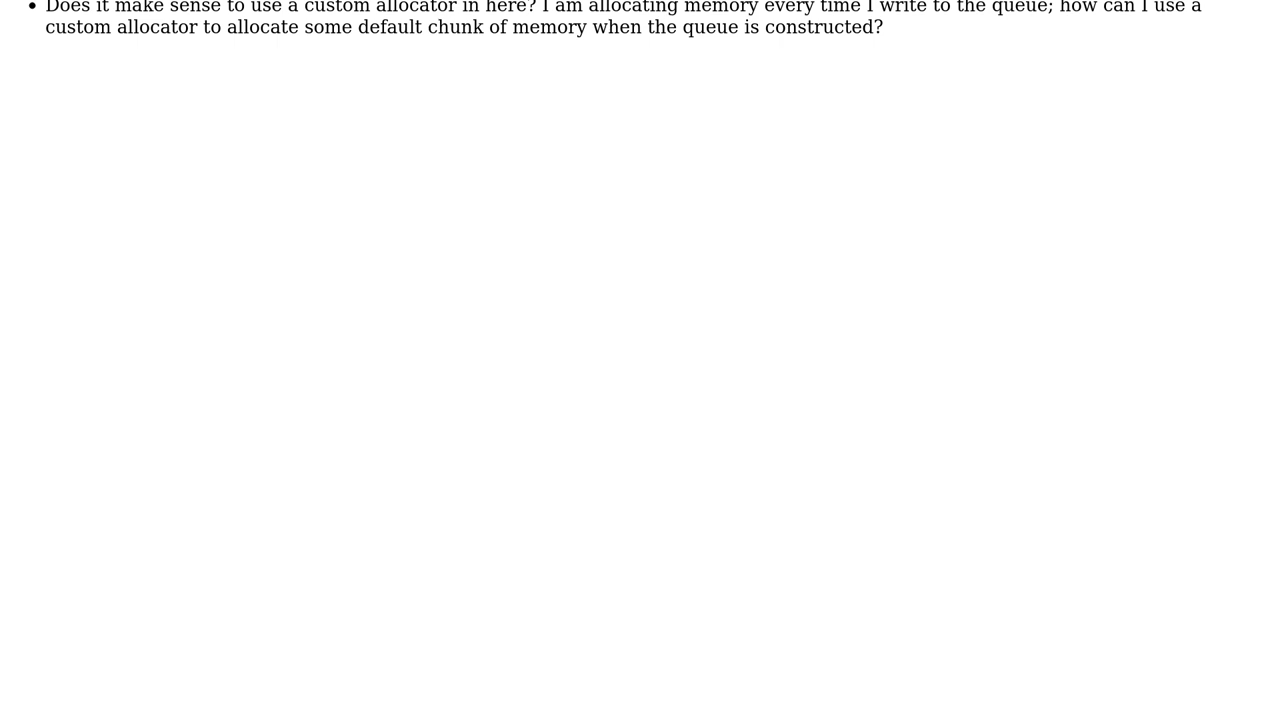 • Does it make sense to use a custom allocator in here? I am allocating memory every time I write to the queue; how can I use a
custom allocator to allocate some default chunk of memory when the queue is constructed?